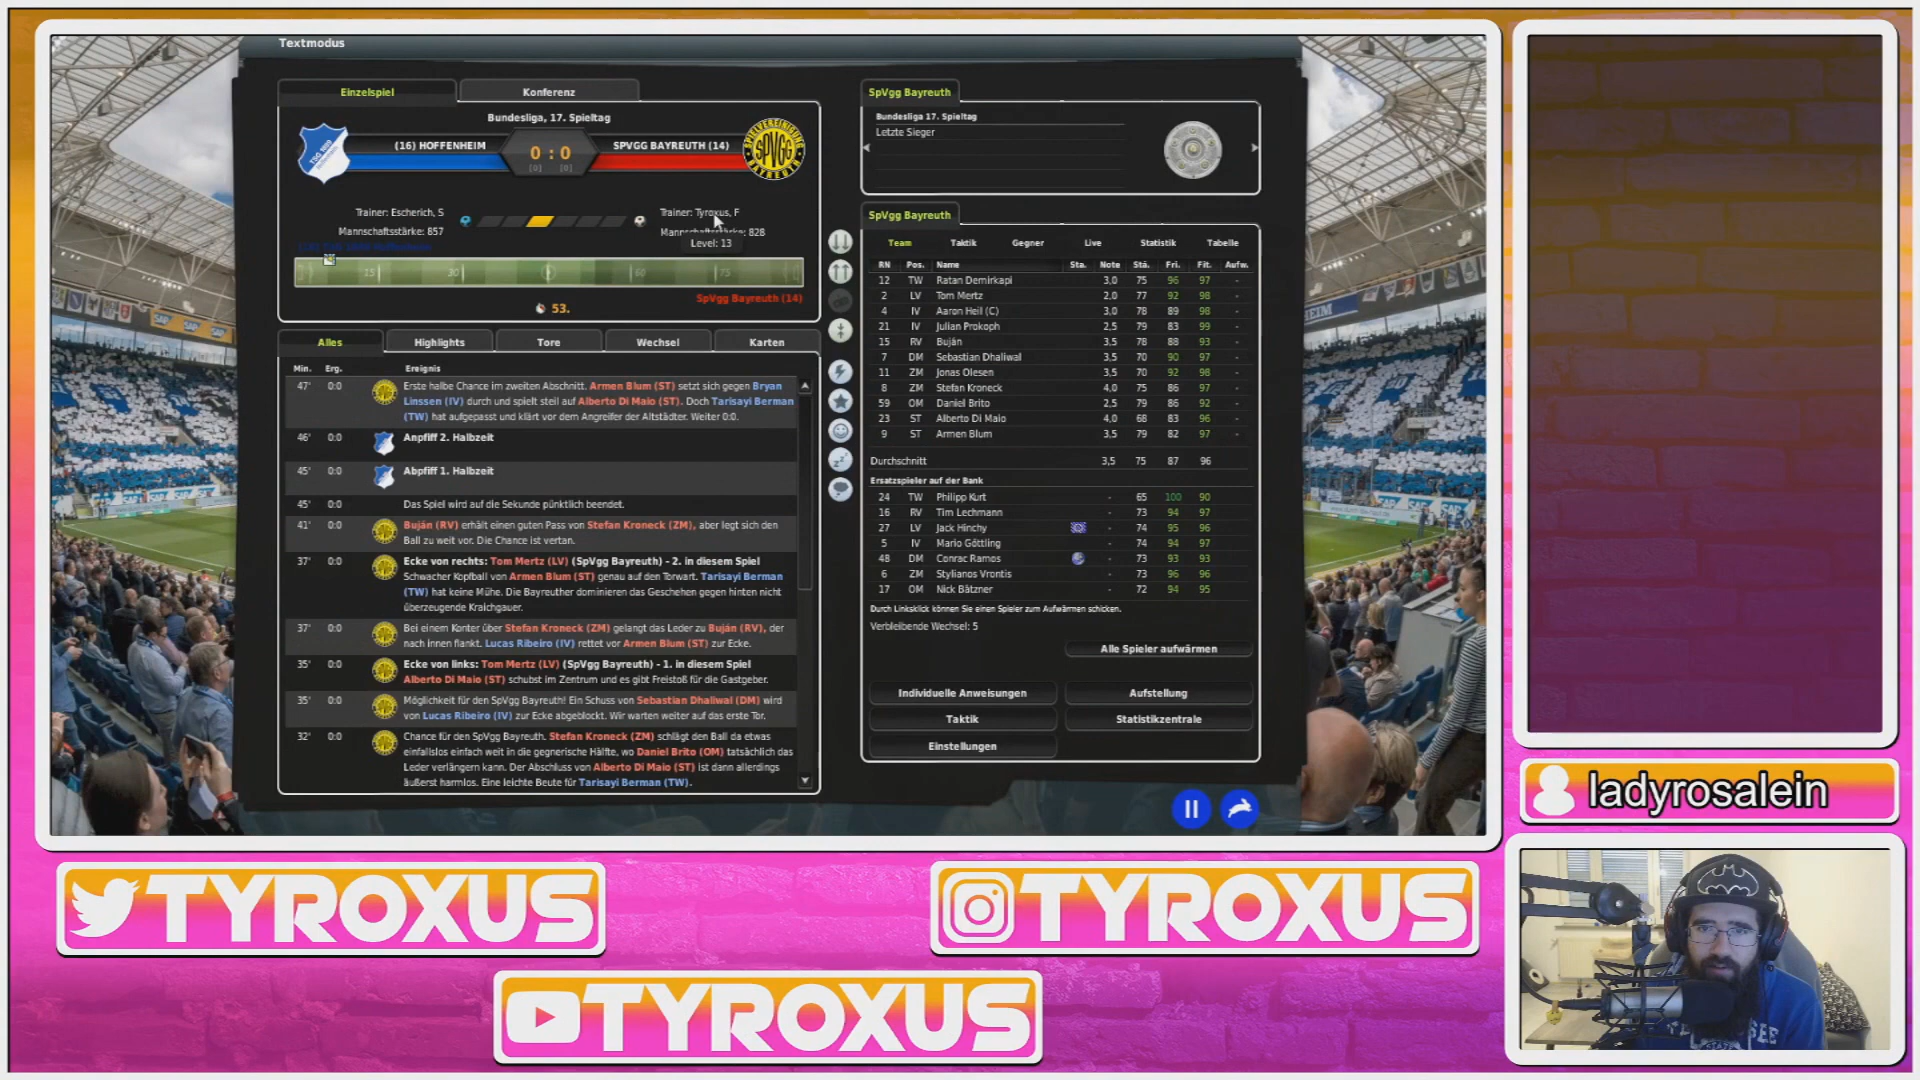 Textmodus
Einzelspiel
Konferenz
Bundesliga, 17. Spieltag
(16) HOFFENHEIM
0 : 0
SPVGG BAYREUTH (14)
[0] [0]
Trainer: Escherich, S
Trainer: Tyroxus, F
Mannschaftsstärke: 857
Mannschaftsstärke: 828
Level: 13
15 30 60 75
SpVgg Bayreuth (14)
53.
Alles
Highlights
Tore
Wechsel
Karten
Min. Erg. Ereignis
47' 0:0 Erste halbe Chance im zweiten Abschnitt. Armen Blum (ST) setzt sich gegen Bryan
Linssen (IV) durch und spielt steil auf Alberto Di Maio (ST). Doch Tarisayi Berman
(TW) hat aufgepasst und klärt vor dem Angreifer der Altstädter. Weiter 0:0.
46' 0:0 Anpfiff 2. Halbzeit
45' 0:0 Abpfiff 1. Halbzeit
45' 0:0 Das Spiel wird auf die Sekunde pünktlich beendet.
41' 0:0 Buján (RV) erhält einen guten Pass von Stefan Kroneck (ZM), aber legt sich den
Ball zu weit vor. Die Chance ist vertan.
37' 0:0 Ecke von rechts: Tom Mertz (LV) (SpVgg Bayreuth) - 2. in diesem Spiel
Schwacher Kopfball von Armen Blum (ST) genau auf den Torwart. Tarisayi Berman
(TW) hat keine Mühe. Die Bayreuther dominieren das Geschehen gegen hinten nicht
überzeugende Kraichgauer.
37' 0:0 Bei einem Konter über Stefan Kroneck (ZM) gelangt das Leder zu Buján (RV), der
nach innen flankt. Lucas Ribeiro (IV) rettet vor Armen Blum (ST) zur Ecke.
35' 0:0 Ecke von links: Tom Mertz (LV) (SpVgg Bayreuth) - 1. in diesem Spiel
Alberto Di Maio (ST) schubst im Zentrum und es gibt Freistoß für die Gastgeber.
35' 0:0 Möglichkeit für den SpVgg Bayreuth! Ein Schuss von Sebastian Dhaliwal (DM) wird
von Lucas Ribeiro (IV) zur Ecke abgeblockt. Wir warten weiter auf das erste Tor.
32' 0:0 Chance für den SpVgg Bayreuth. Stefan Kroneck (ZM) schlägt den Ball da etwas
einfallslos einfach weit in die gegnerische Hälfte, wo Daniel Brito (OM) tatsächlich das
Leder verlängern kann. Der Abschluss von Alberto Di Maio (ST) ist dann allerdings
äußerst harmlos. Eine leichte Beute für Tarisayi Berman (TW).
SpVgg Bayreuth
Bundesliga 17. Spieltag
Letzte Sieger
SpVgg Bayreuth
Team Taktik Gegner Live Statistik Tabelle
RN Pos. Name Sta. Note Stä. Fri. Fit. Aufw.
12 TW Ratan Demirkapi 3,0 75 96 97 -
2 LV Tom Mertz 2,0 77 92 98 -
4 IV Aaron Heil (C) 3,0 78 89 98 -
21 IV Julian Prokoph 2,5 79 83 99 -
15 RV Buján 3,5 78 88 93 -
7 DM Sebastian Dhaliwal 3,5 70 90 97 -
11 ZM Jonas Olesen 3,5 70 92 98 -
8 ZM Stefan Kroneck 4,0 75 86 97 -
59 OM Daniel Brito 2,5 79 86 92 -
23 ST Alberto Di Maio 4,0 68 83 96 -
9 ST Armen Blum 3,5 79 82 97 -
Durchschnitt 3,5 75 87 96
Ersatzspieler auf der Bank
24 TW Philipp Kurt - 65 100 90
16 RV Tim Lechmann - 73 94 97
27 LV Jack Hinchy - 74 95 96
5 IV Mario Göttling - 74 94 97
48 DM Conrac Ramos - 73 93 93
6 ZM Stylianos Vrontis - 73 96 96
17 OM Nick Bätzner - 72 94 95
Durch Linksklick können Sie einen Spieler zum Aufwärmen schicken.
Verbleibende Wechsel: 5
Alle Spieler aufwärmen
Individuelle Anweisungen
Aufstellung
Taktik
Statistikzentrale
Einstellungen
ladyrosalein
TYROXUS
TYROXUS
TYROXUS